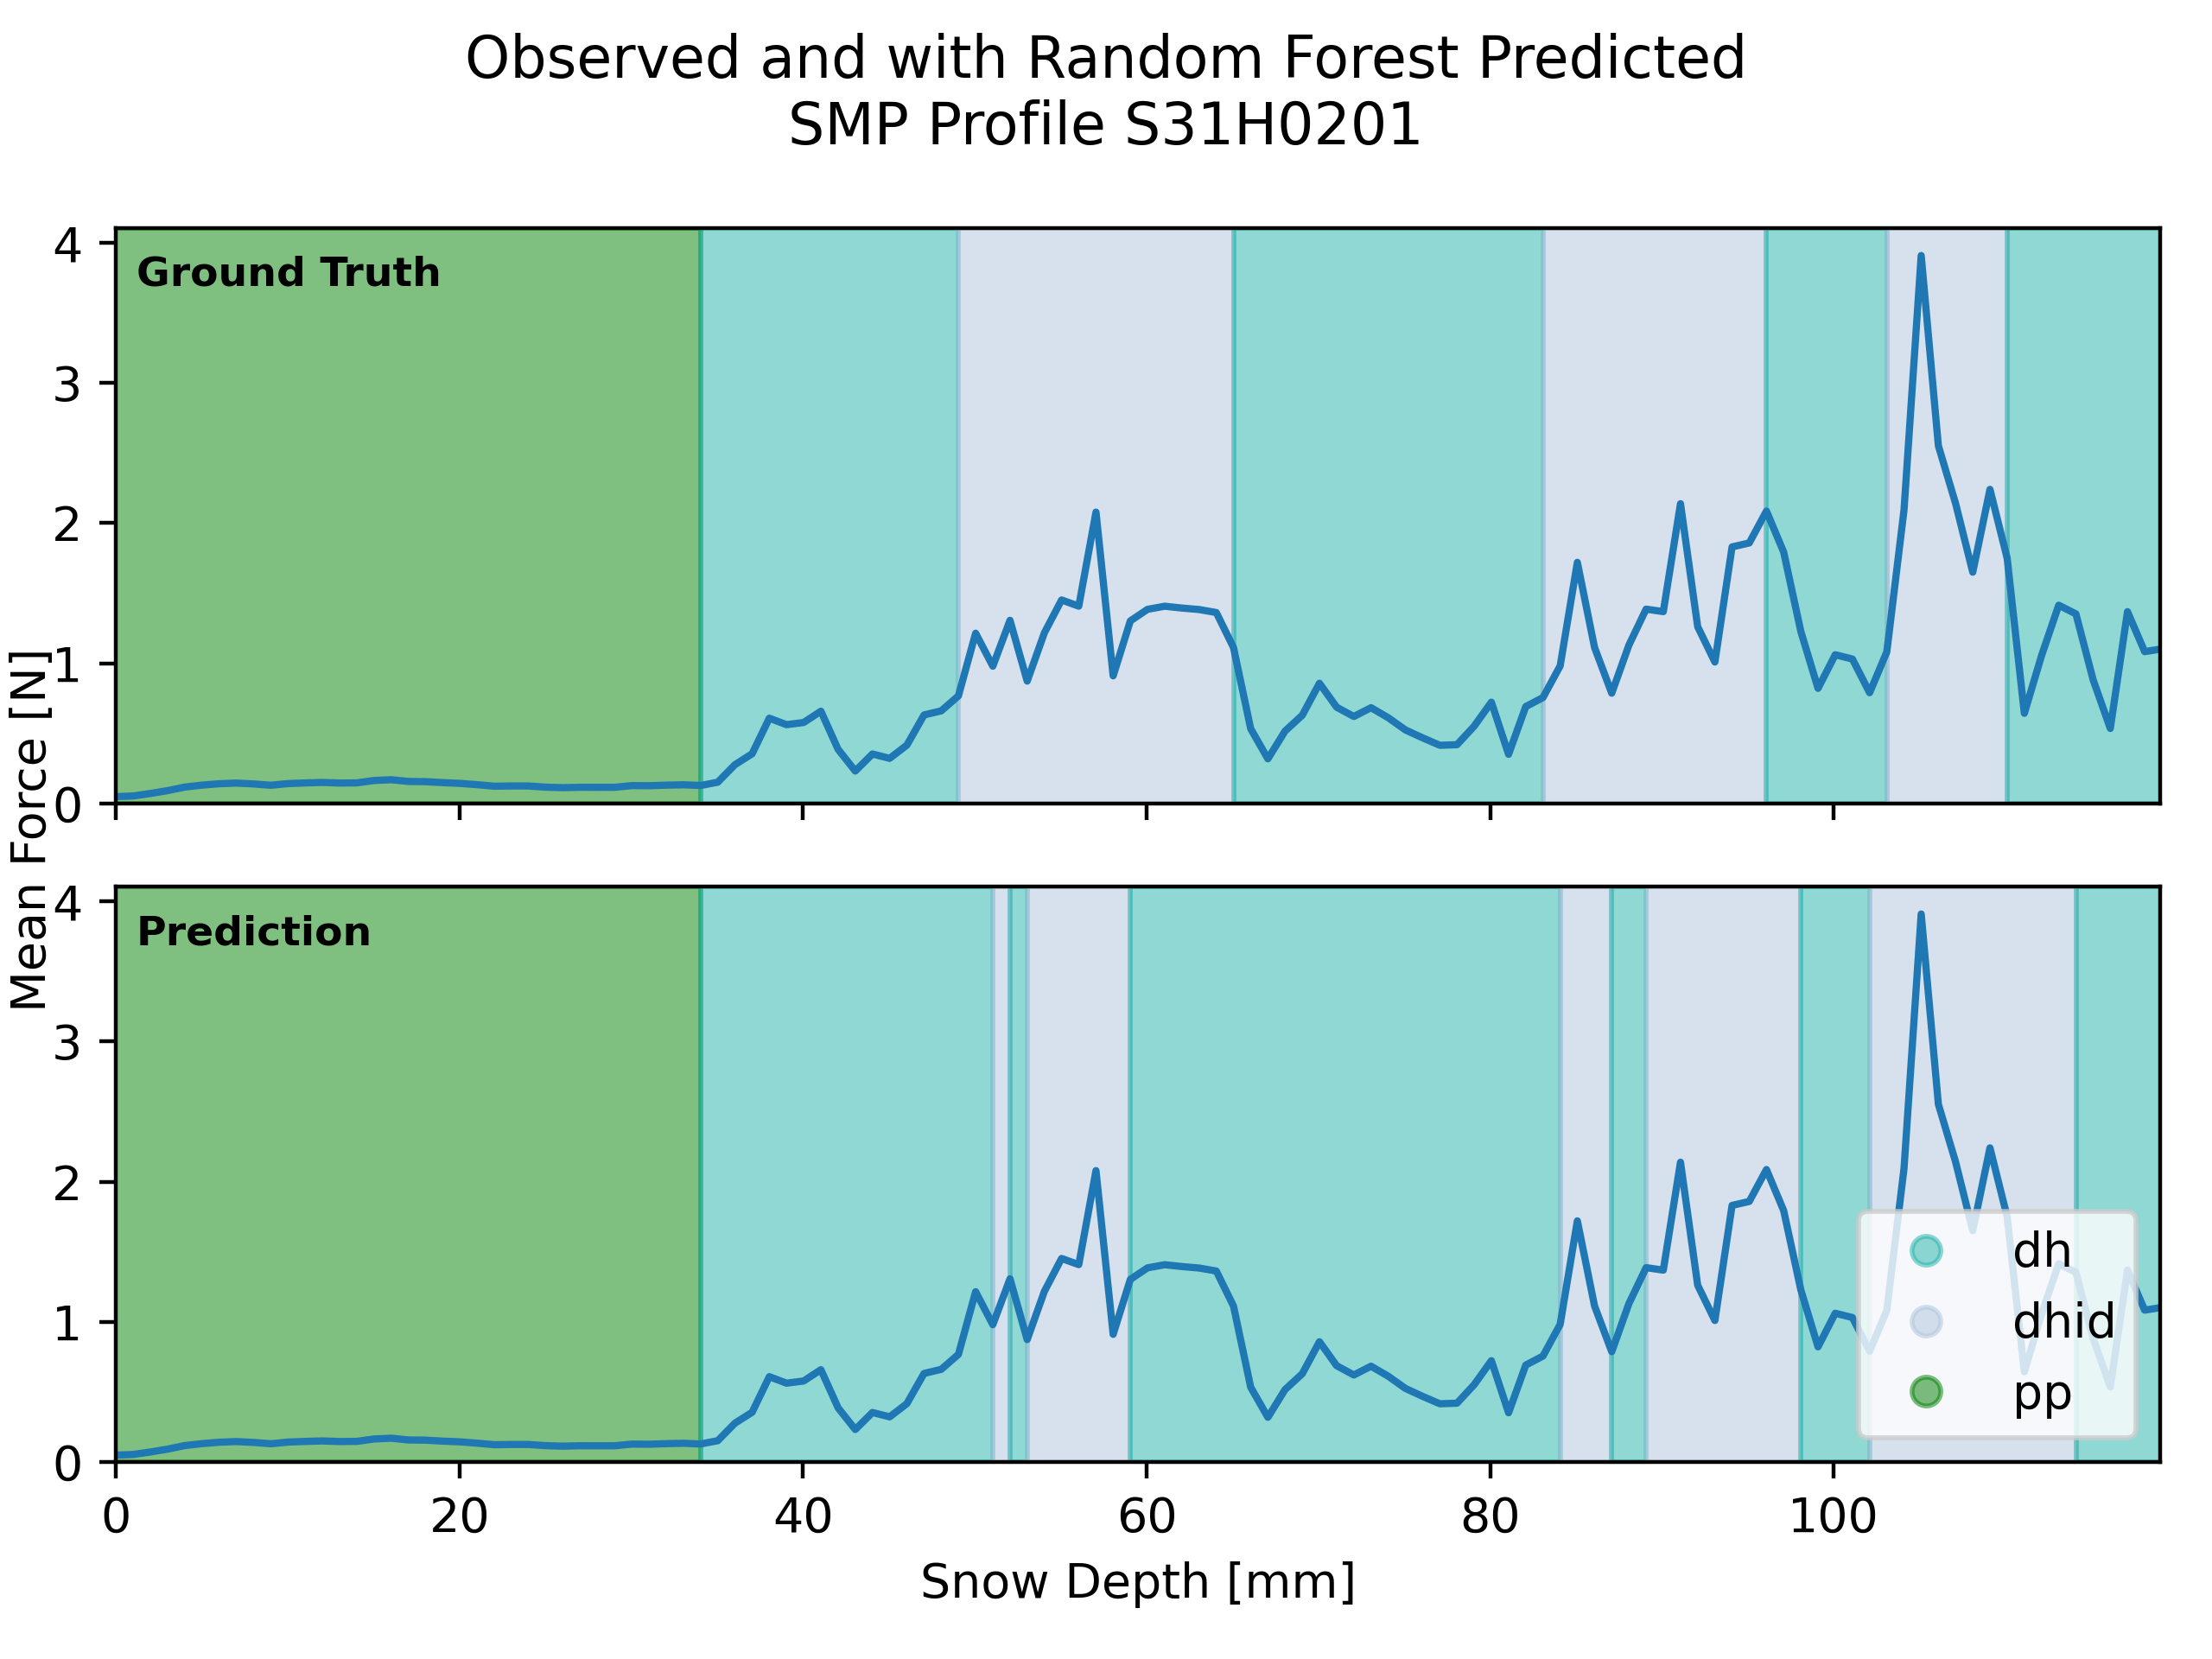 Observed and with Random Forest Predicted
SMP Profile S31H0201
Mean Force [N]
4
3
2
1
0
Ground Truth
4
3
2
1
0
Prediction
dh
dhid
pp
0 20 40 60 80 100
Snow Depth [mm]